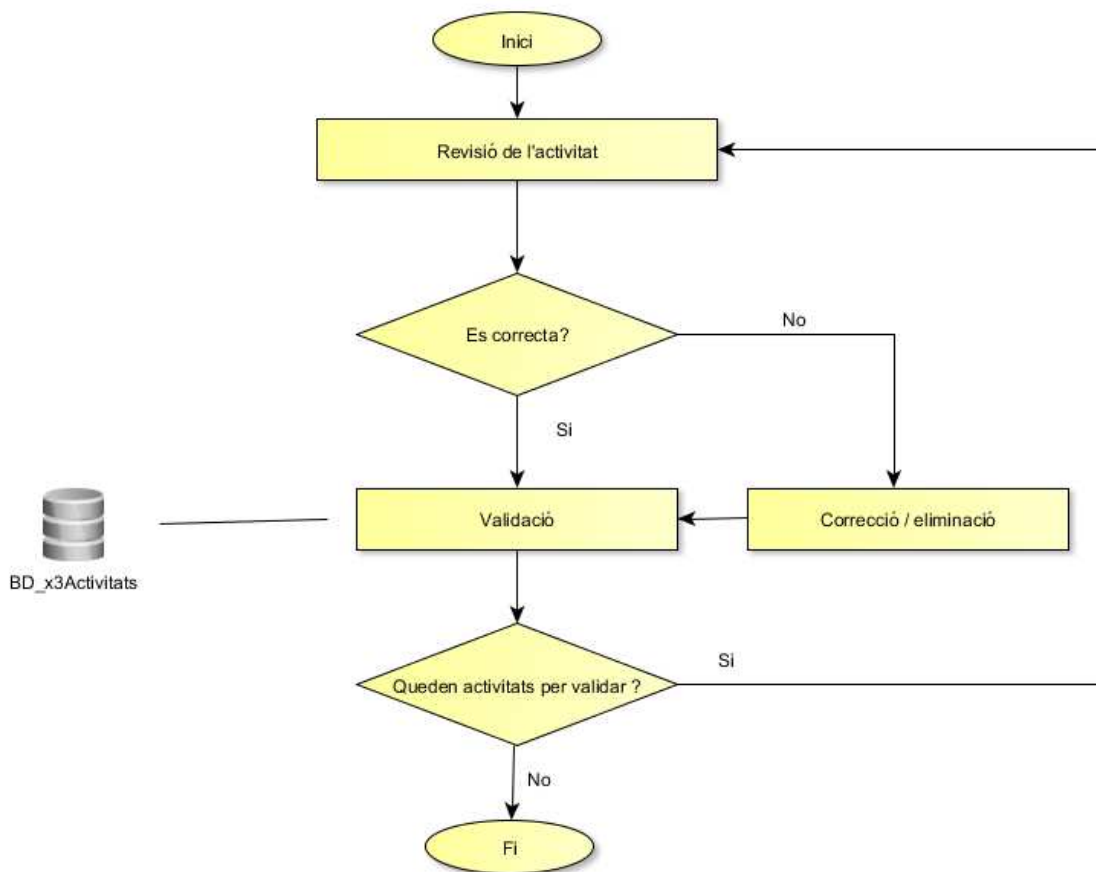 Inici
Revisió de l'activitat
Es correcta?
No
Si
Validació
Correcció / eliminació
BD_x3Activitats
Queden activitats per validar ?
Si
No
Fi